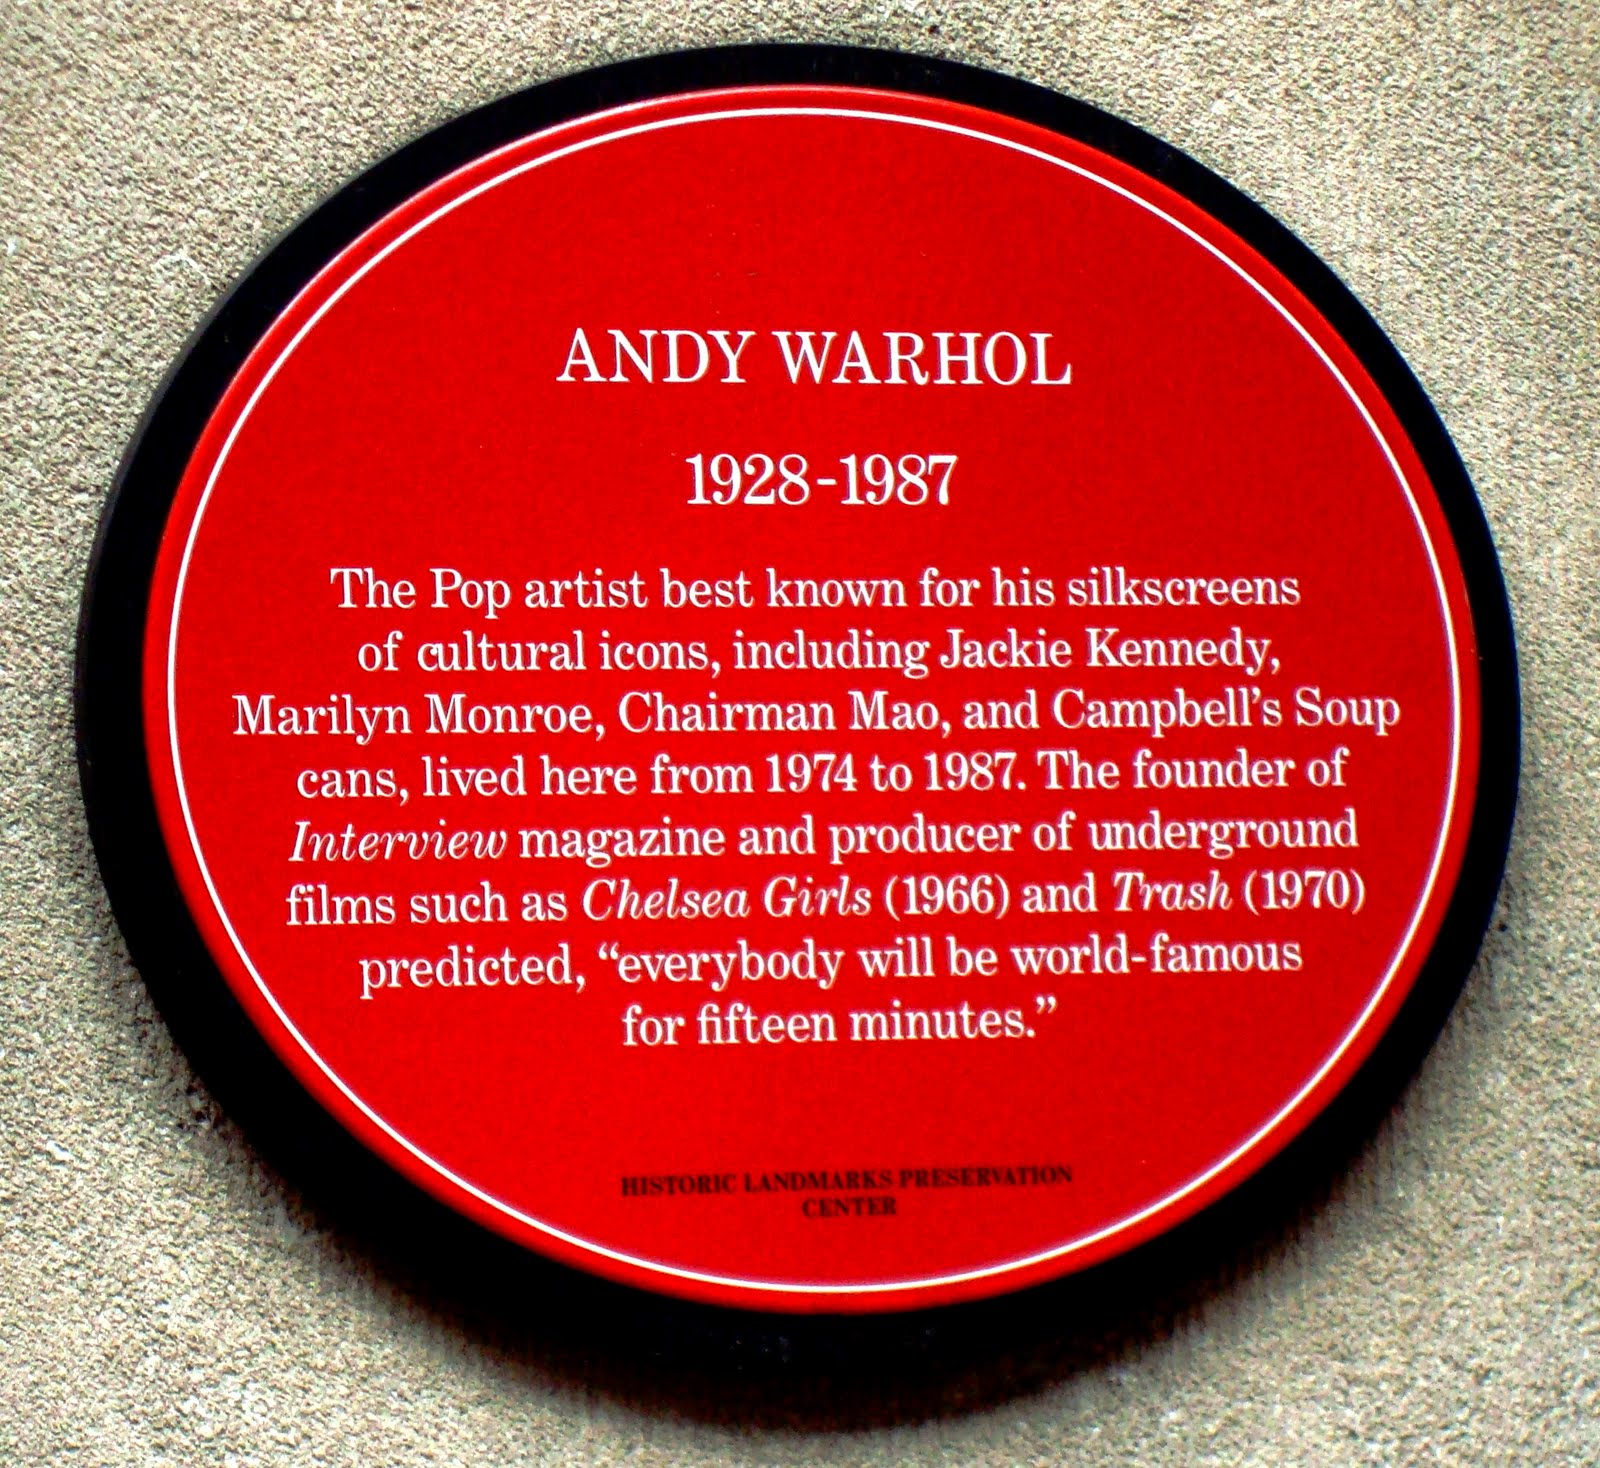 ANDY WARHOL
1928-1987
The Pop artist best known for his silkscreens
of cultural icons, including Jackie Kennedy,
Marilyn Monroe, Chairman Mao, and Campbell’s Soup
cans, lived here from 1974 to 1987. The founder of
Interview magazine and producer of underground
films such as Chelsea Girls (1966) and Trash (1970)
predicted, “everybody will be world-famous
for fifteen minutes.”
HISTORIC LANDMARKS PRESERVATION
CENTER